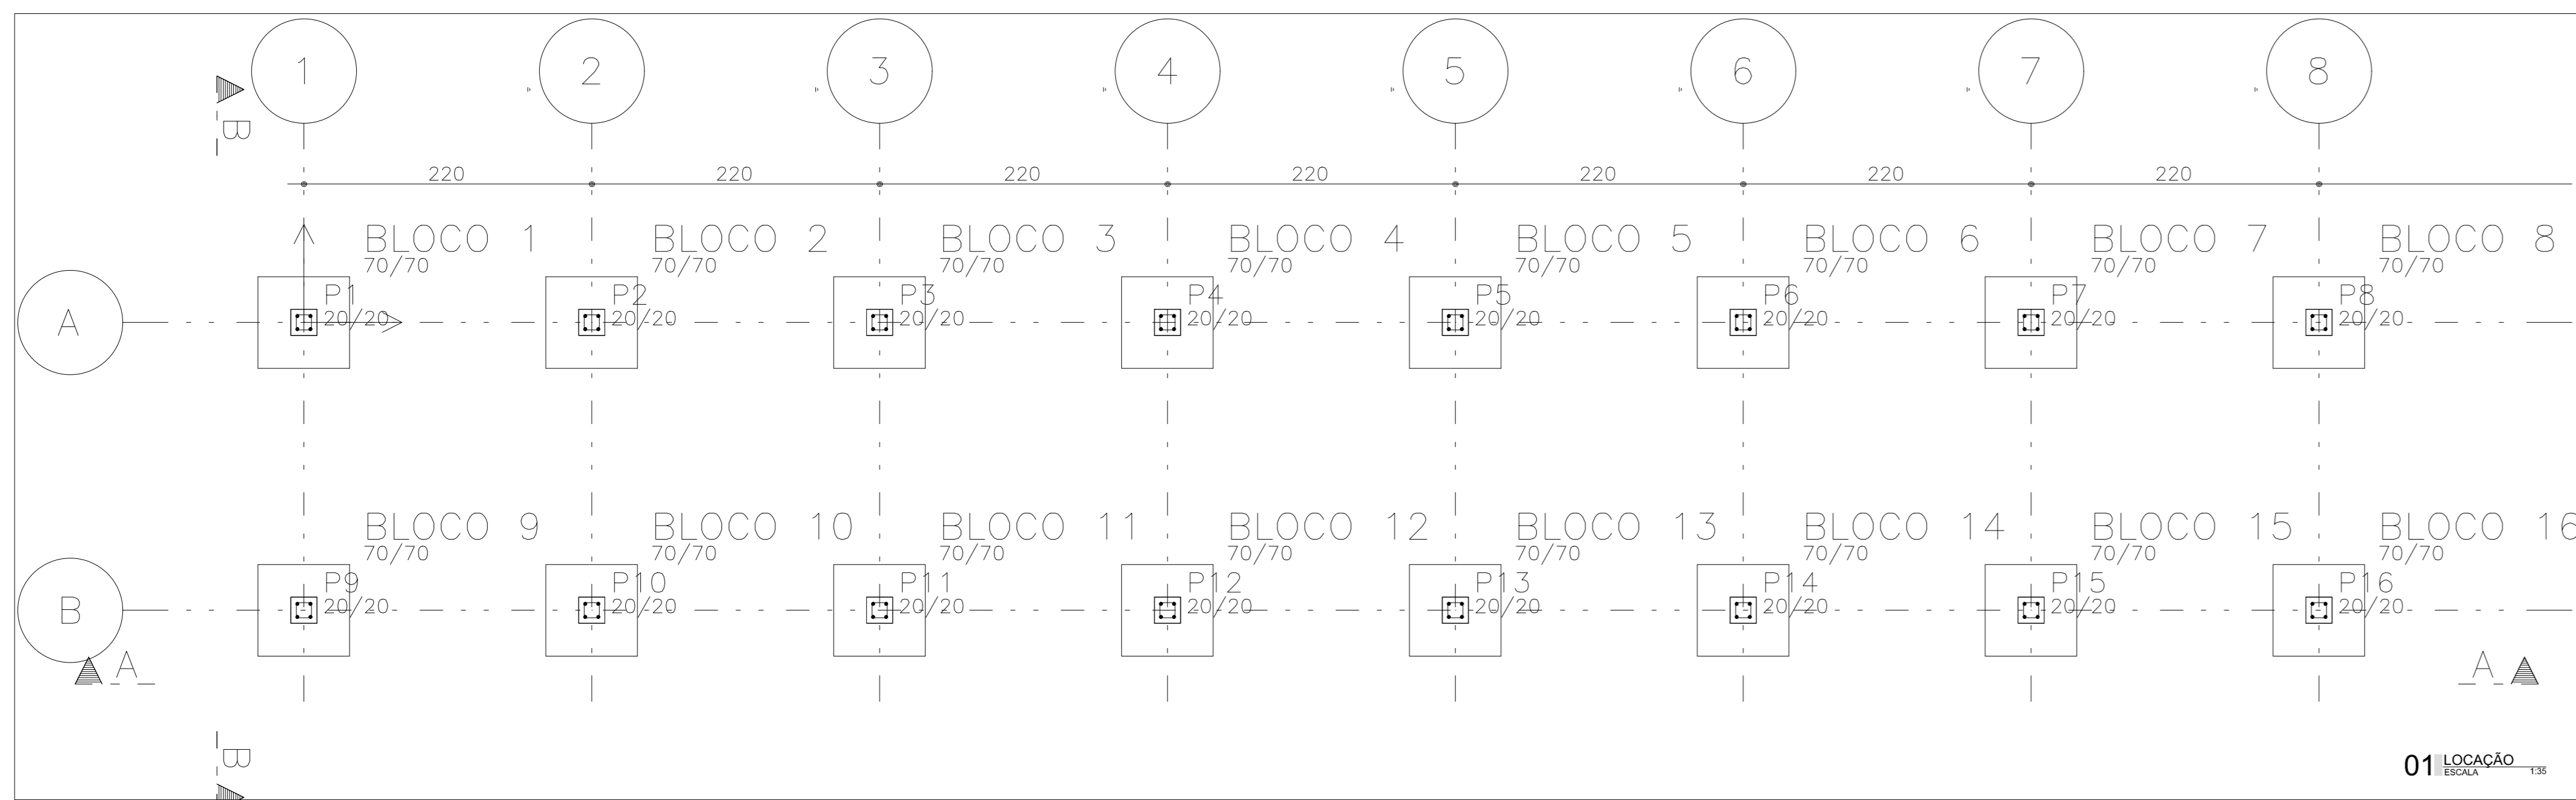 1 2 3 4 5 6 7 8
B
220 220 220 220 220 220 220
BLOCO 1 BLOCO 2 BLOCO 3 BLOCO 4 BLOCO 5 BLOCO 6 BLOCO 7 BLOCO 8
70/70 70/70 70/70 70/70 70/70 70/70 70/70 70/70
P1 P2 P3 P4 P5 P6 P7 P8
A 20/20 20/20 20/20 20/20 20/20 20/20 20/20 20/20
BLOCO 9 BLOCO 10 BLOCO 11 BLOCO 12 BLOCO 13 BLOCO 14 BLOCO 15 BLOCO 16
70/70 70/70 70/70 70/70 70/70 70/70 70/70 70/70
P9 P10 P11 P12 P13 P14 P15 P16
B 20/20 20/20 20/20 20/20 20/20 20/20 20/20 20/20
A A
B
01 LOCAÇÃO
ESCALA 1:35